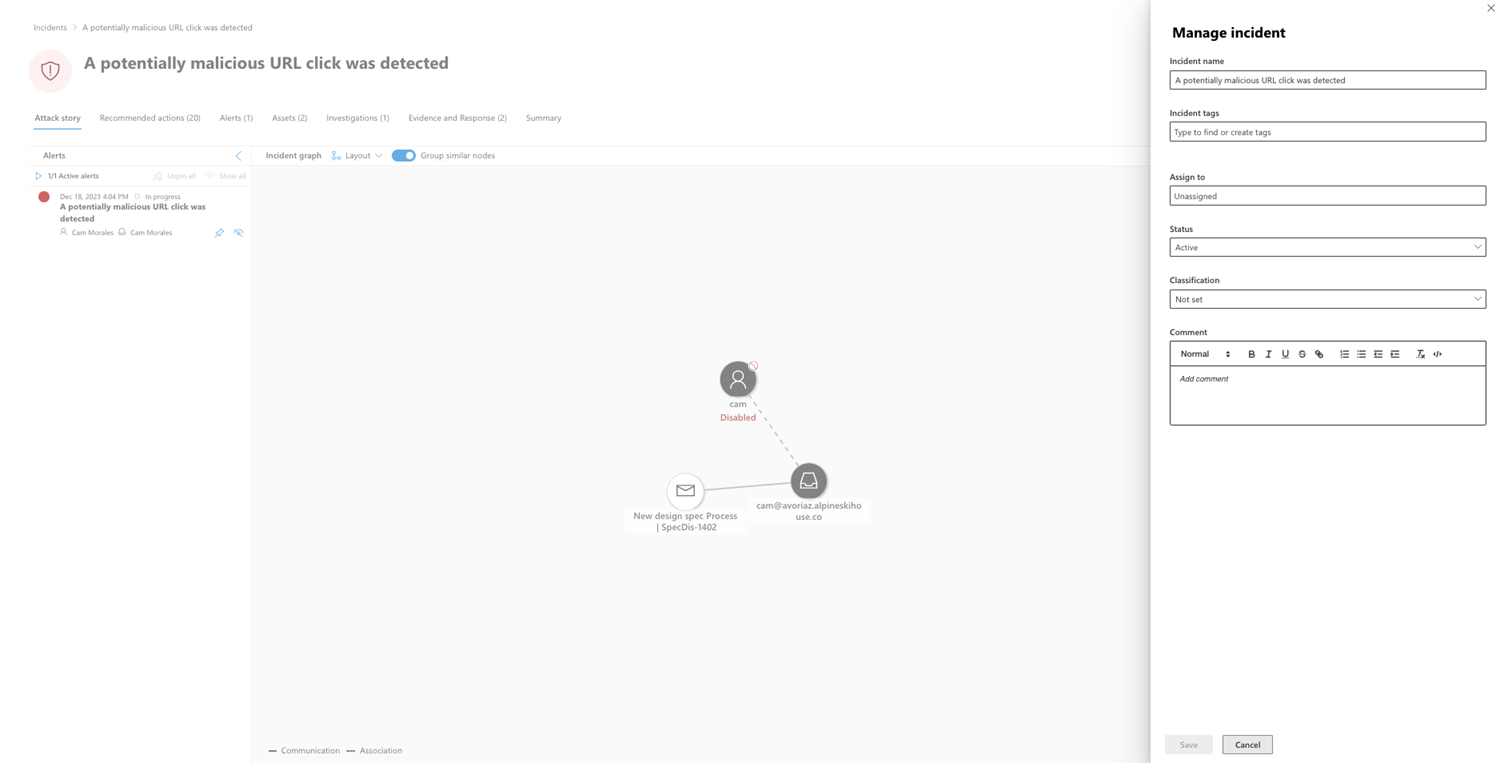 Incidents > A potentially malicious URL click was detected
A potentially malicious URL click was detected
Attack story Recommended actions (20) Alerts (1) Assets (2) Investigations (1) Evidence and Response (2) Summary
Alerts
1/1 Active alerts Unpin all Show all
Dec 18, 2023 4:04 PM In progress
A potentially malicious URL click was
detected
Cam Morales Cam Morales
Incident graph Layout Group similar nodes
cam
Disabled
cam@avoriaz.alpineskiho
use.co
New design spec Process
| SpecDis-1402
Communication Association
Manage incident
Incident name
A potentially malicious URL click was detected
Incident tags
Type to find or create tags
Assign to
Unassigned
Status
Active
Classification
Not set
Comment
Normal B I U S
Add comment
Save Cancel